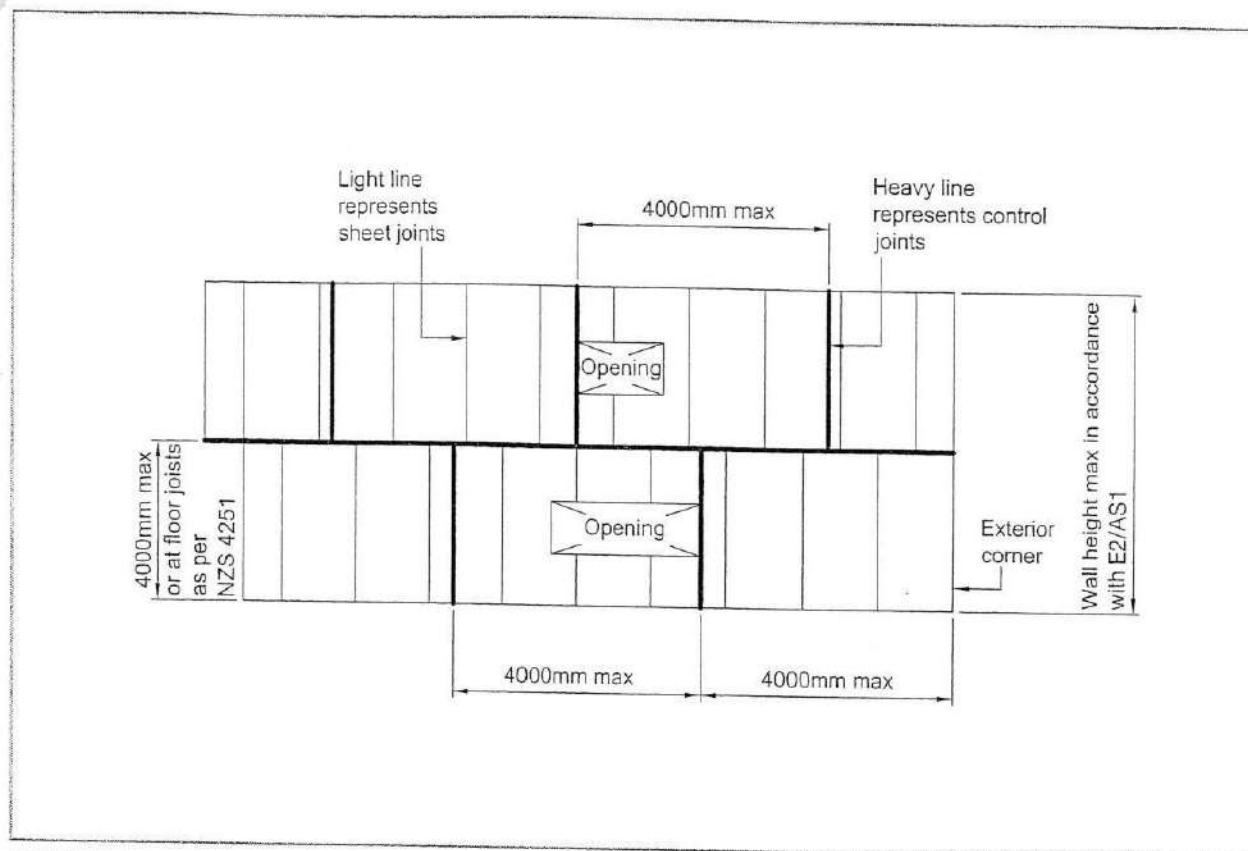 Light line
represents
sheet joints
4000mm max
Heavy line
represents control
joints
Opening
Opening
4000mm max
or at floor joists
as per
NZS 4251
Exterior
corner
Wall height max in accordance
with E2/AS1
4000mm max
4000mm max